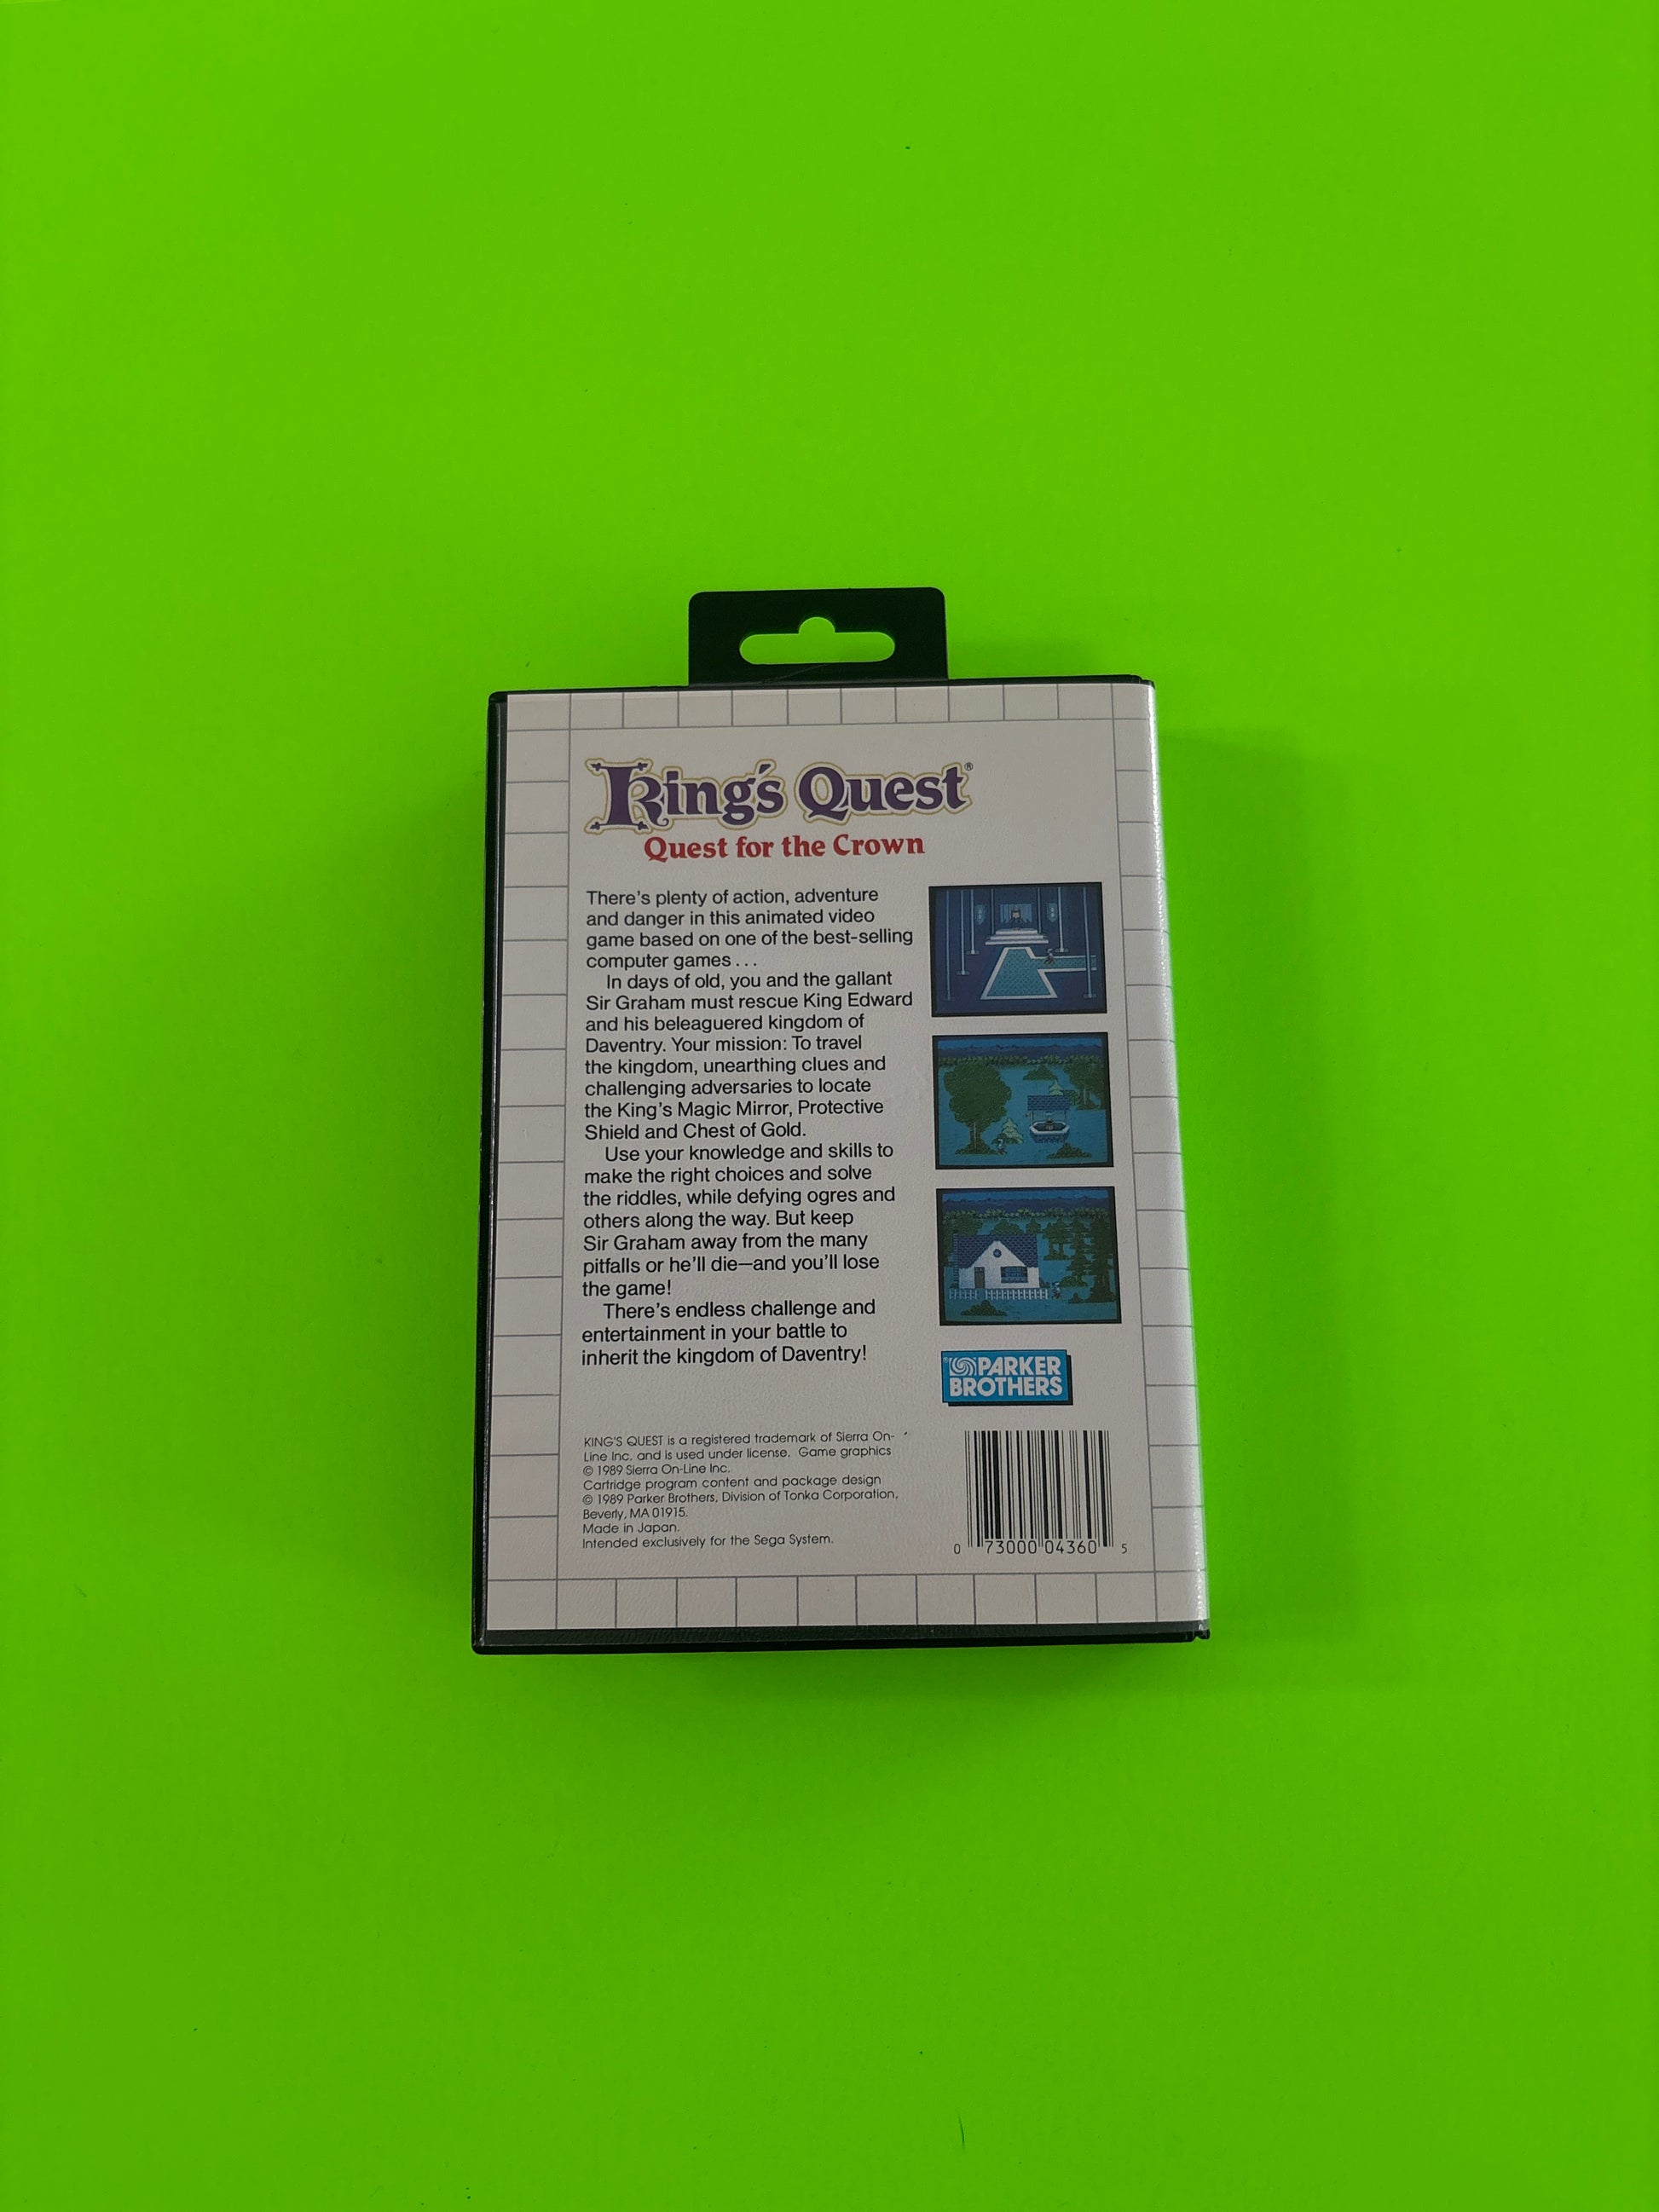 King's Quest®
Quest for the Crown
There's plenty of action, adventure
and danger in this animated video
game based on one of the best-selling
computer games . . .
In days of old, you and the gallant
Sir Graham must rescue King Edward
and his beleaguered kingdom of
Daventry. Your mission: To travel
the kingdom, unearthing clues and
challenging adversaries to locate
the King's Magic Mirror, Protective
Shield and Chest of Gold.
Use your knowledge and skills to
make the right choices and solve
the riddles, while defying ogres and
others along the way. But keep
Sir Graham away from the many
pitfalls or he'll die—and you'll lose
the game!
There's endless challenge and
entertainment in your battle to
inherit the kingdom of Daventry!
PARKER
BROTHERS
KING'S QUEST is a registered trademark of Sierra On-
Line Inc. and is used under license. Game graphics
© 1989 Sierra On-Line Inc.
Cartridge program content and package design
© 1989 Parker Brothers, Division of Tonka Corporation,
Beverly, MA 01915.
Made in Japan.
Intended exclusively for the Sega System.
0 73000 04360 5